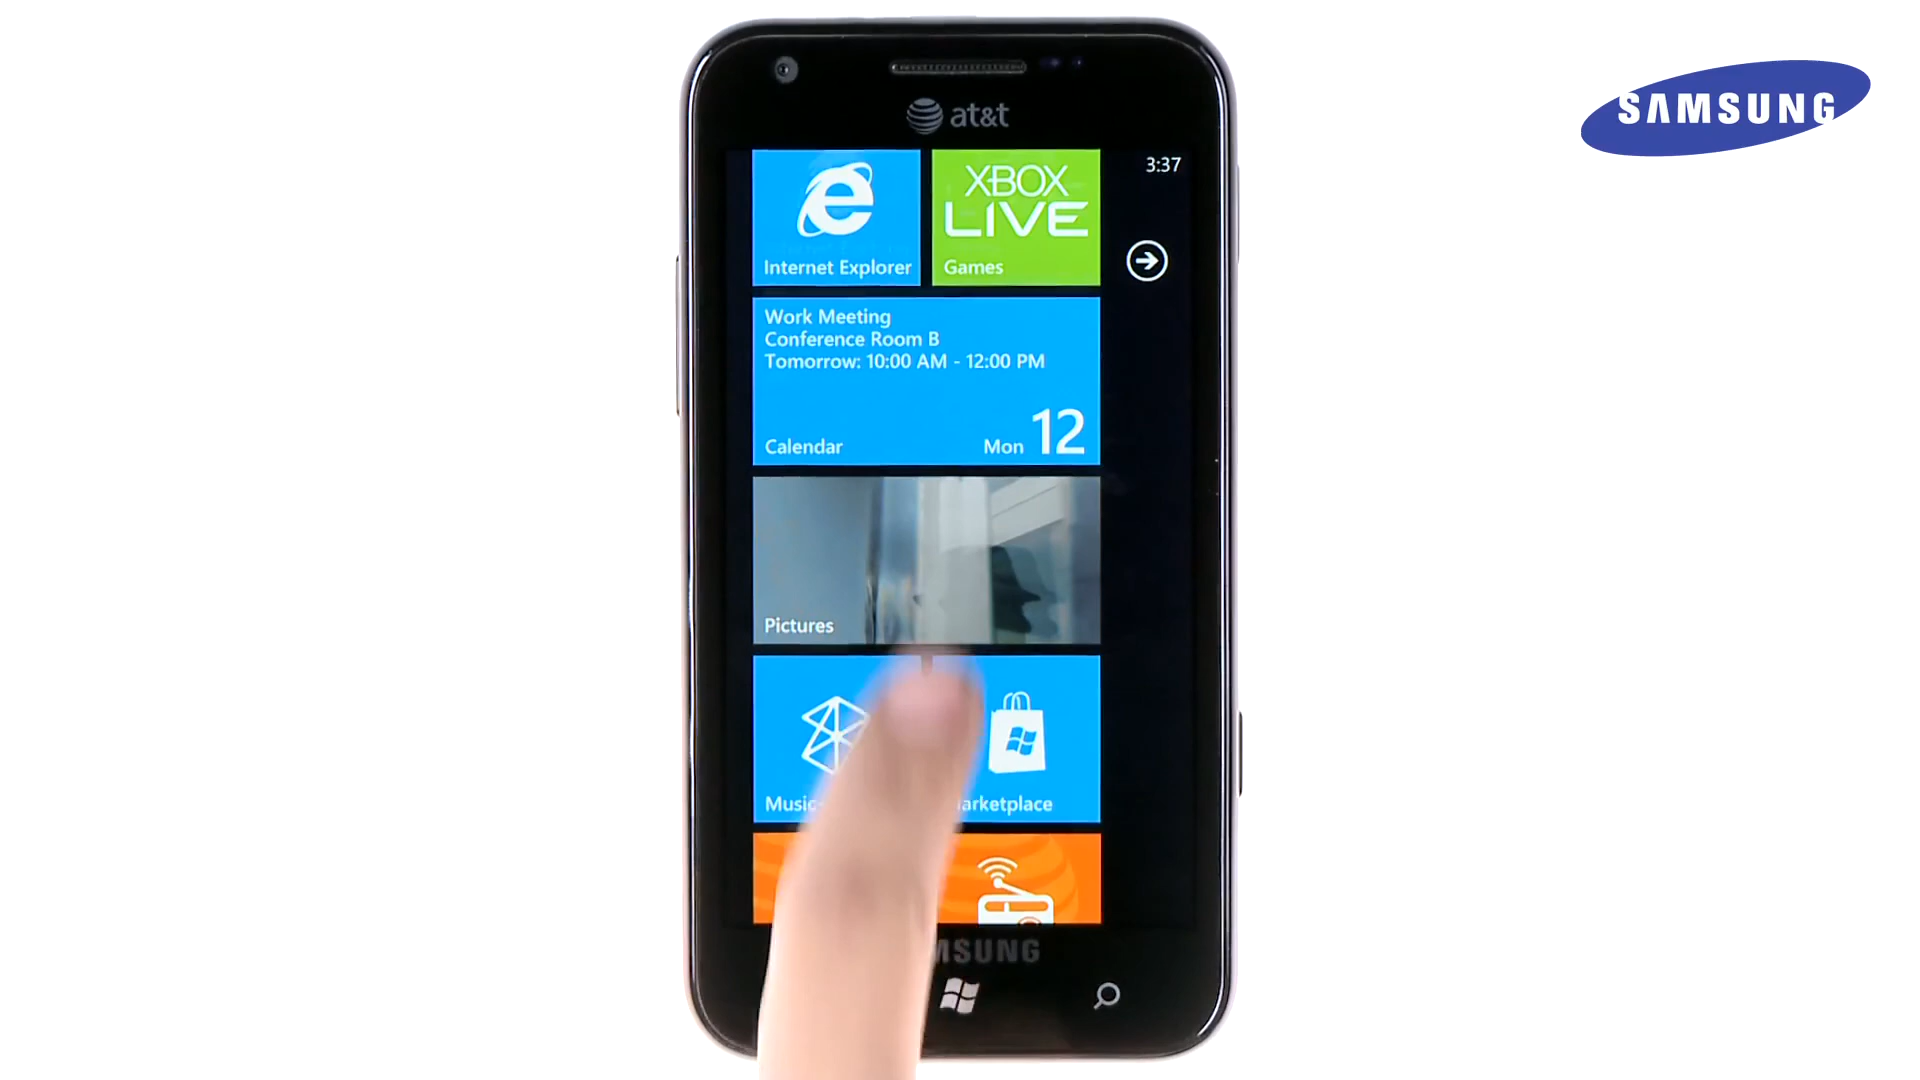 SAMSUNG
at&t
3:37
XBOX
LIVE
Internet Explorer
Games
Work Meeting
Conference Room B
Tomorrow: 10:00 AM - 12:00 PM
Calendar
Mon 12
Pictures
Music
arketplace
MSUNG